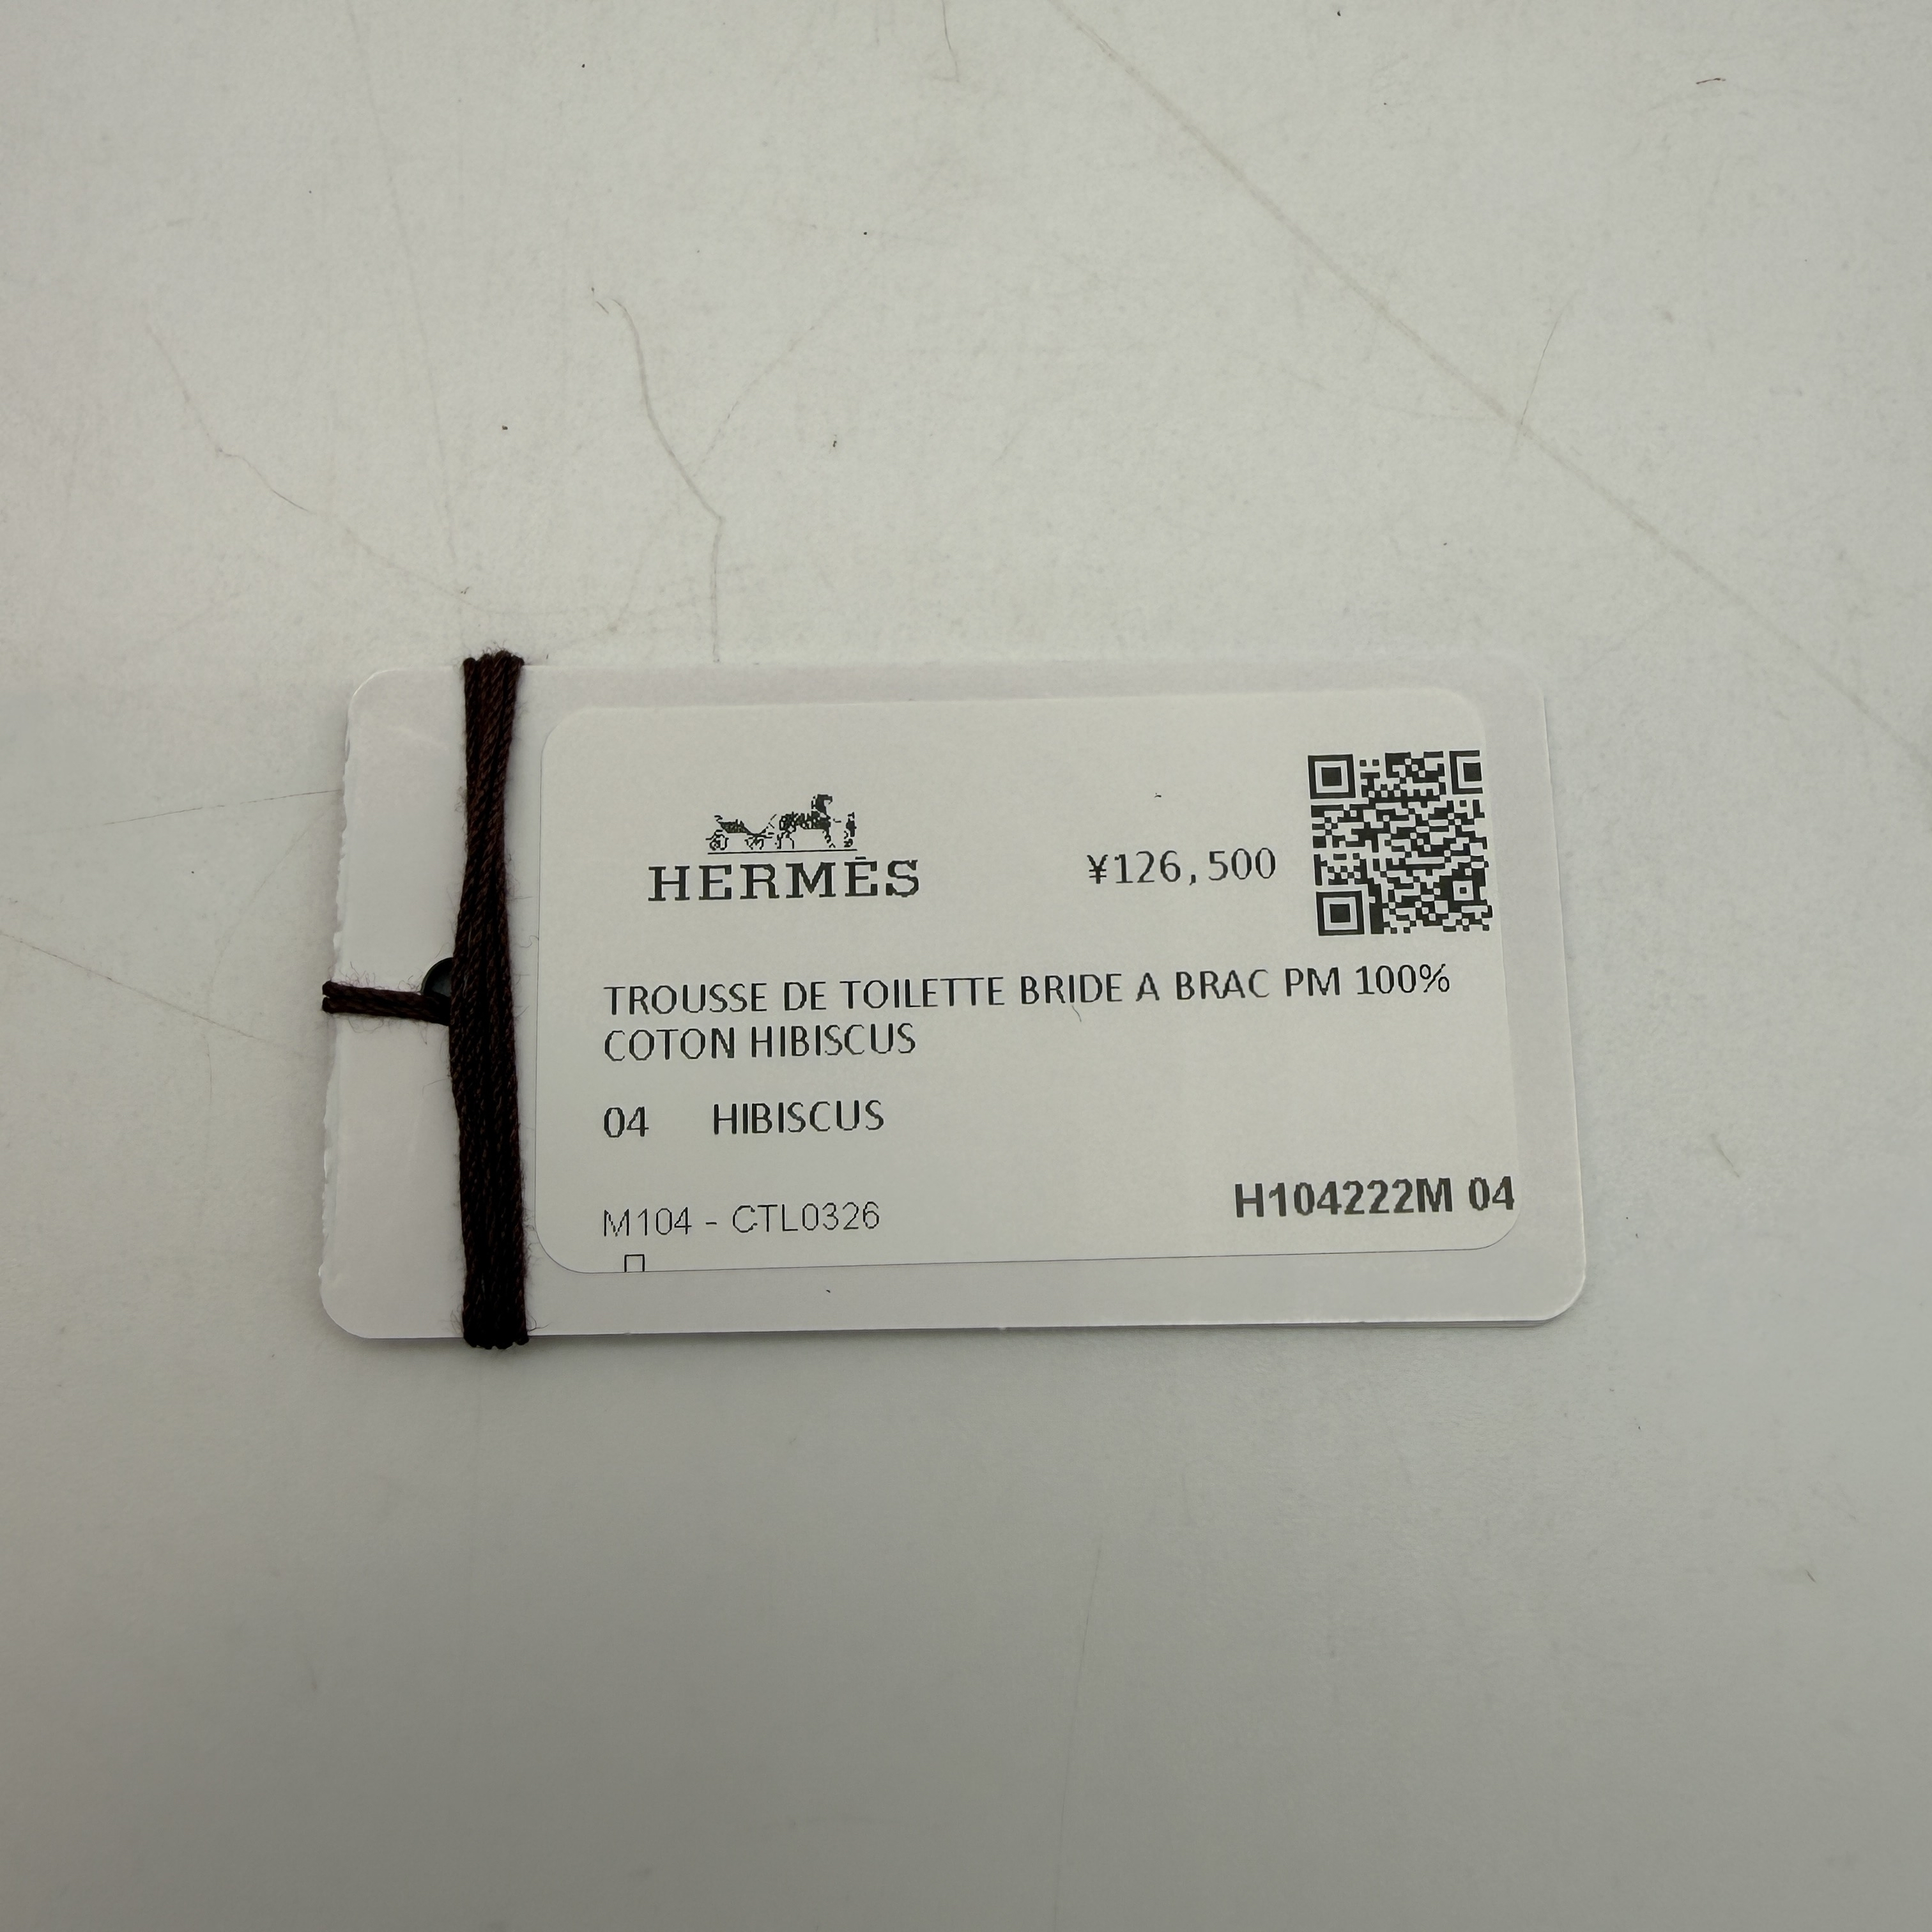 HERMÈS
¥126,500
TROUSSE DE TOILETTE BRIDE A BRAC PM 100%
COTON HIBISCUS
04 HIBISCUS
M104 - CTL0326
H104222M 04